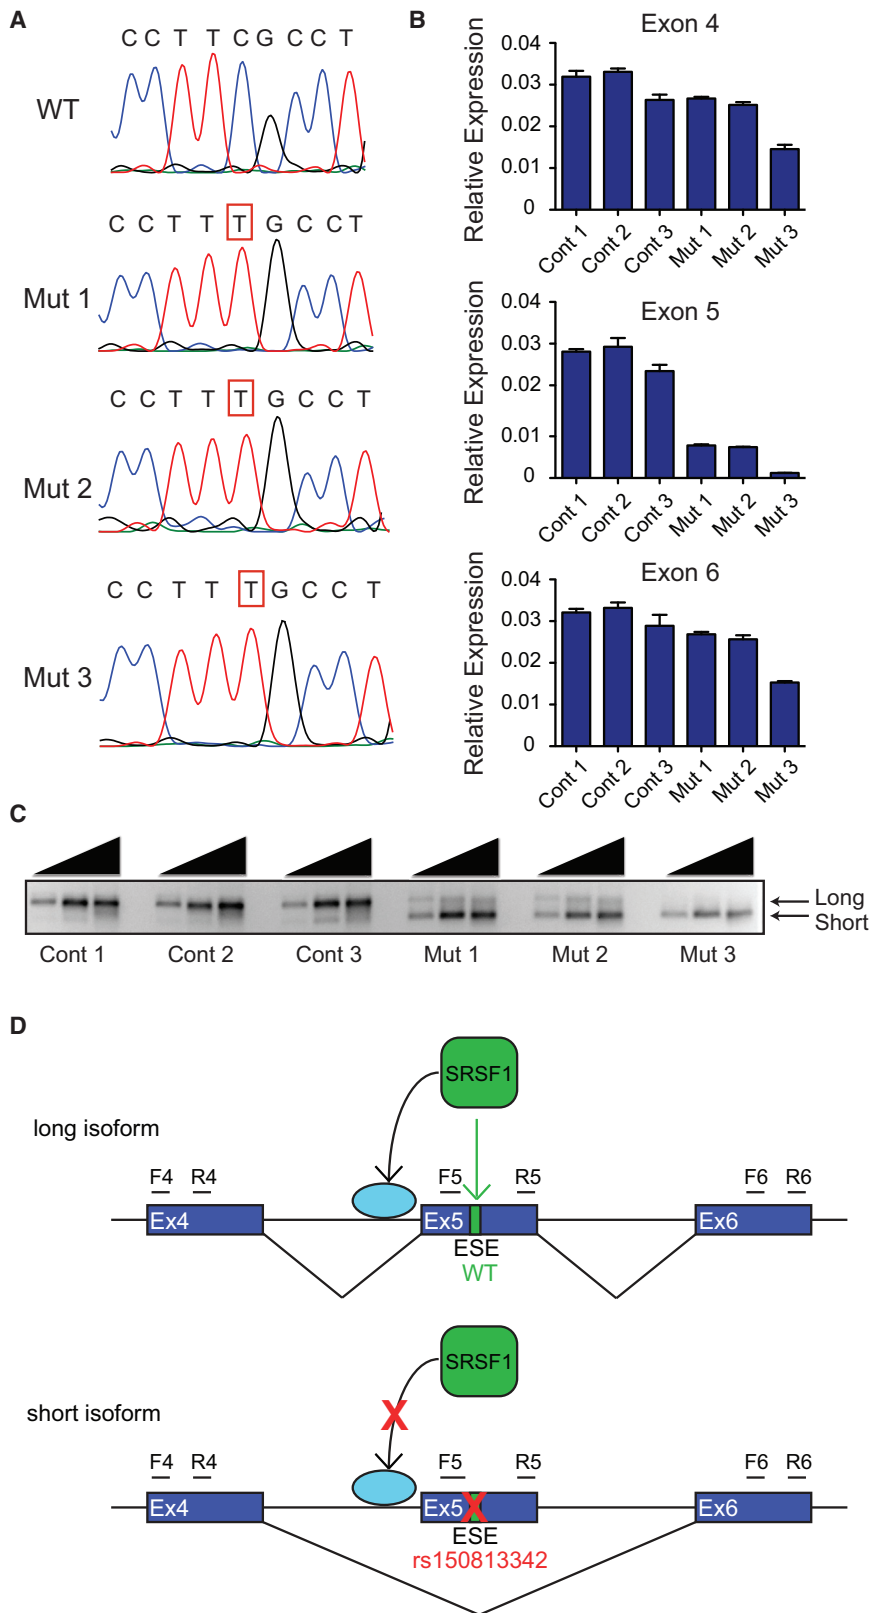 A
C C T T C G C C T
WT
C C T T T G C C T
Mut 1
C C T T T G C C T
Mut 2
C C T T T G C C T
Mut 3
B
Exon 4
Relative Expression
0.04
0.03
0.02
0.01
0
Cont 1 Cont 2 Cont 3 Mut 1 Mut 2 Mut 3
Exon 5
Relative Expression
0.04
0.03
0.02
0.01
0
Cont 1 Cont 2 Cont 3 Mut 1 Mut 2 Mut 3
Exon 6
Relative Expression
0.04
0.03
0.02
0.01
0
Cont 1 Cont 2 Cont 3 Mut 1 Mut 2 Mut 3
C
Long
Short
Cont 1 Cont 2 Cont 3 Mut 1 Mut 2 Mut 3
D
SRSF1
long isoform
F4 R4 F5 R5 F6 R6
Ex4 Ex5 Ex6
ESE
WT
SRSF1
X
short isoform
F4 R4 F5 R5 F6 R6
Ex4 Ex5 X Ex6
ESE
rs150813342